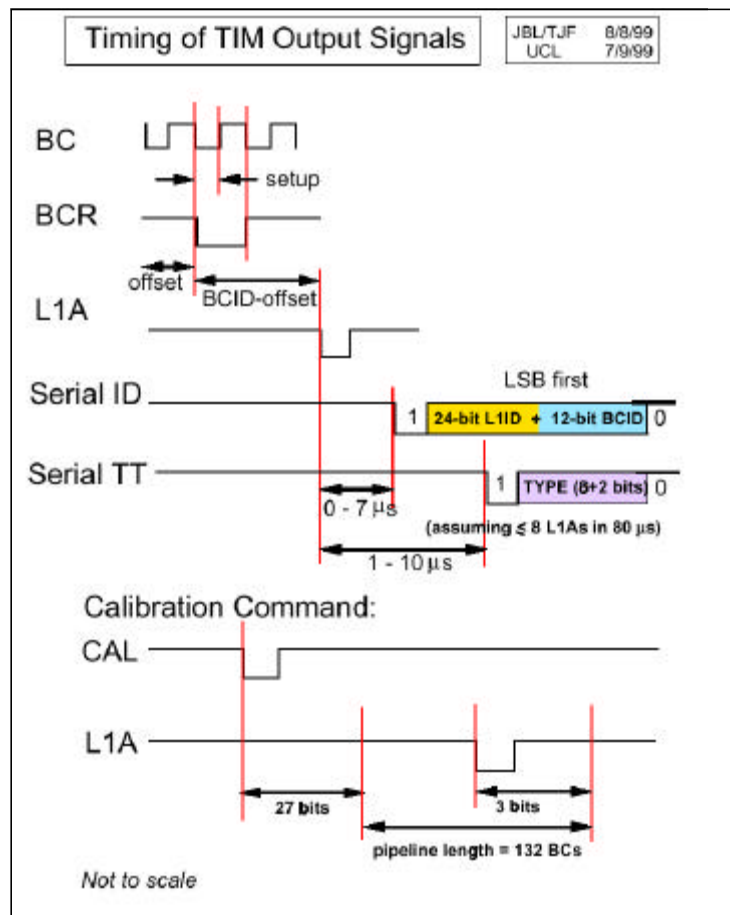 Timing of TIM Output Signals
JBL/TJF 8/8/99
UCL 7/9/99
BC
setup
BCR
offset
BCID-offset
L1A
LSB first
Serial ID
1 24-bit L1ID + 12-bit BCID 0
Serial TT
1 TYPE (8+2 bits) 0
0 - 7 µs
(assuming ≤ 8 L1As in 80 µs)
1 - 10 µs
Calibration Command:
CAL
L1A
27 bits
3 bits
pipeline length = 132 BCs
Not to scale